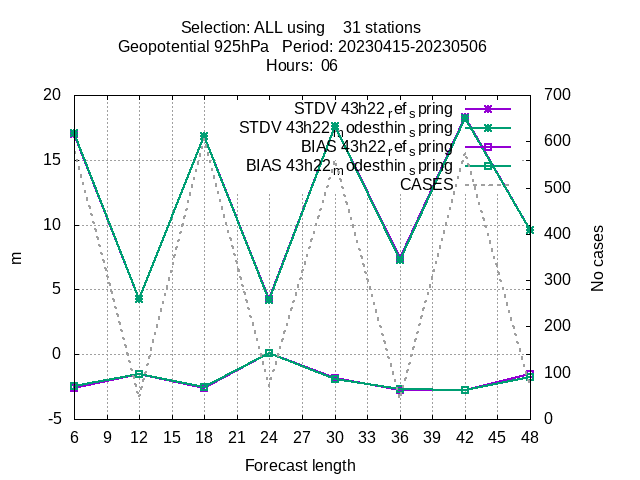 Selection: ALL using    31 stations
Geopotential 925hPa   Period: 20230415-20230506
Hours:  06
STDV 43h22_ref_spring
STDV 43h22_modesthin_spring
BIAS 43h22_ref_spring
BIAS 43h22_modesthin_spring
CASES
20
15
10
5
0
-5
m
700
600
500
400
300
200
100
0
No cases
6 9 12 15 18 21 24 27 30 33 36 39 42 45 48
Forecast length